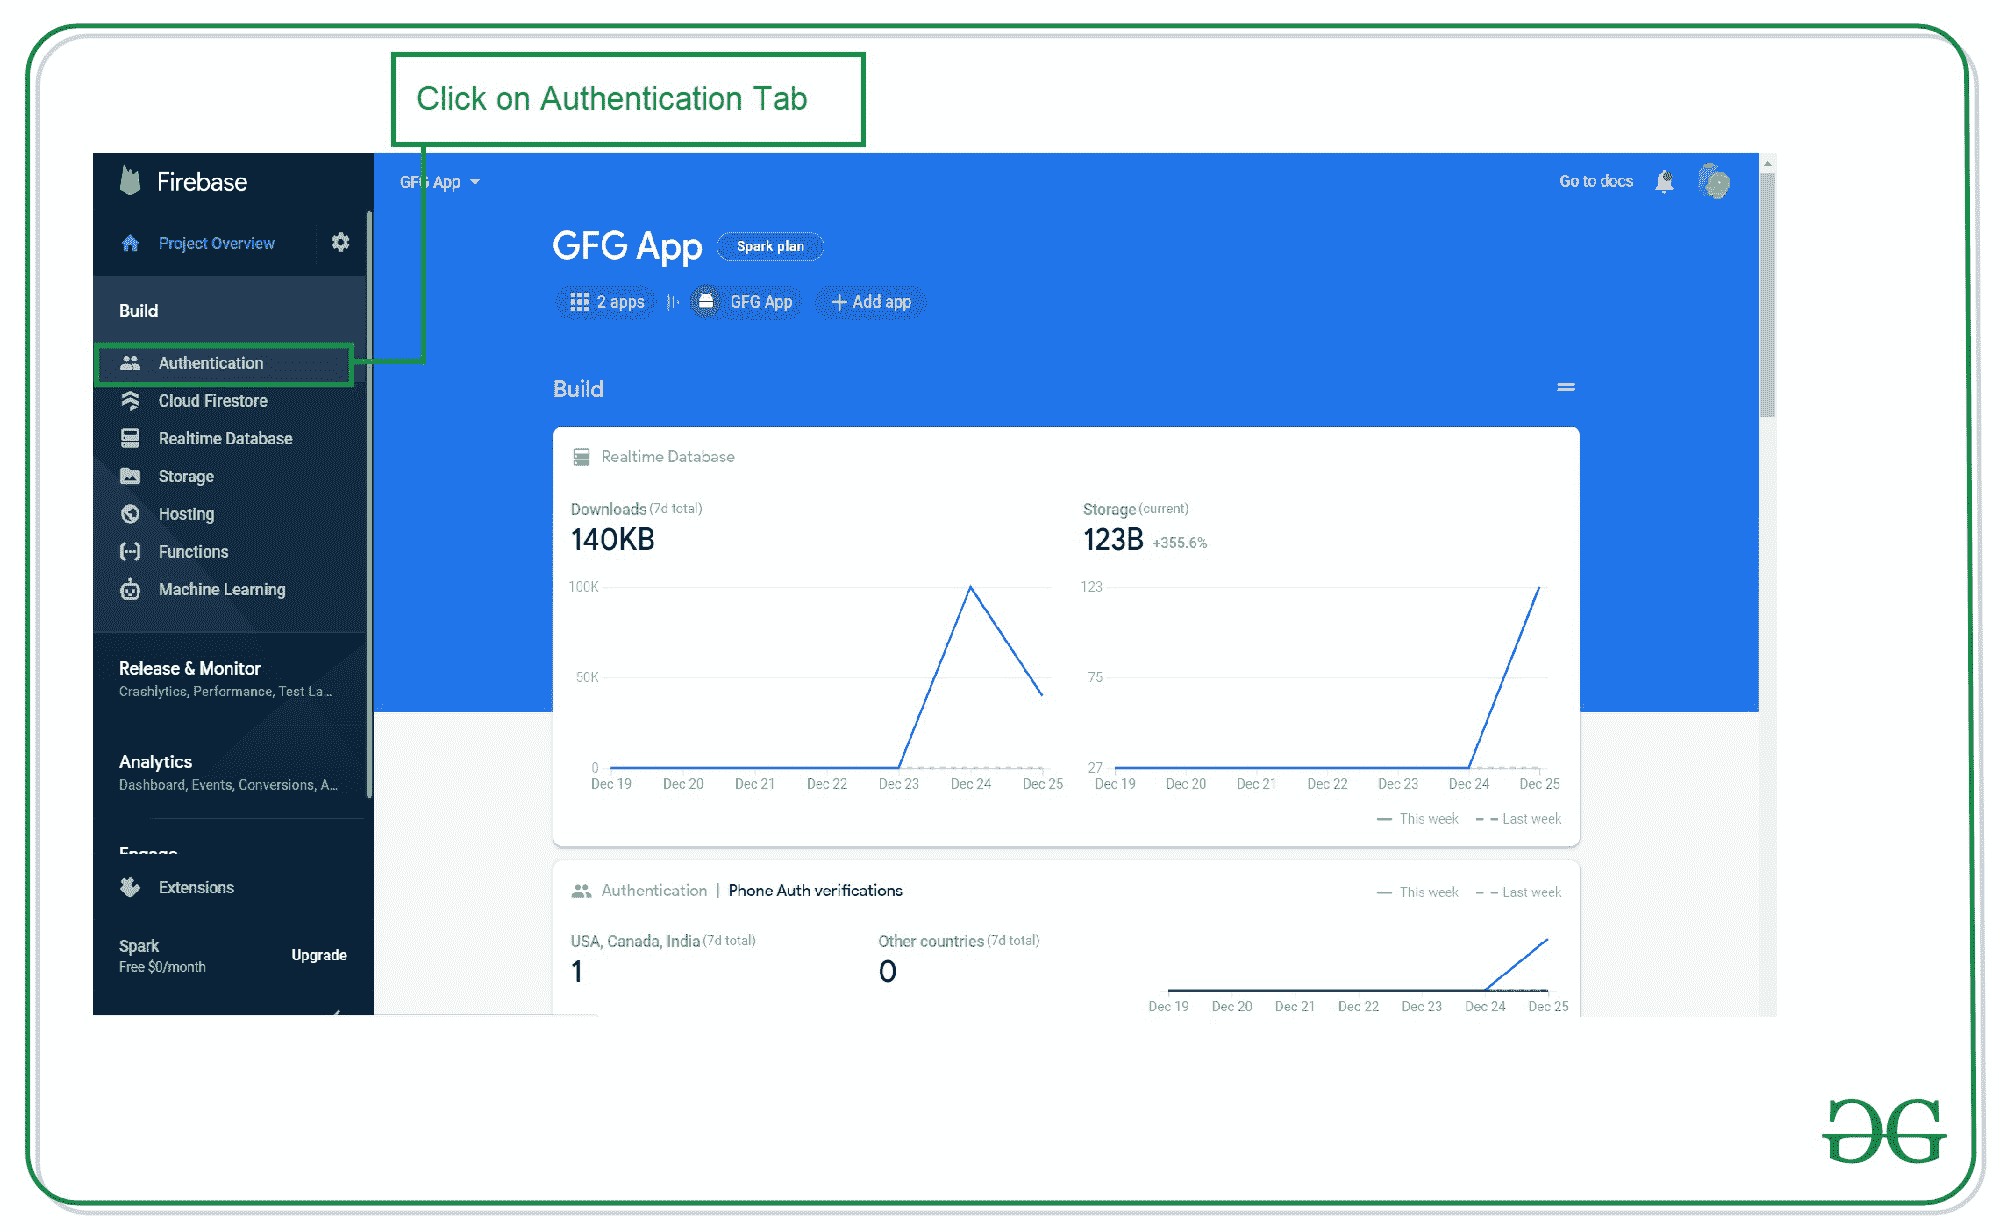 Click on Authentication Tab
Firebase
GFG App
Go to docs
Project Overview
GFG App Spark plan
2 apps GFG App + Add app
Build
Authentication
Cloud Firestore
Realtime Database
Storage
Hosting
Functions
Machine Learning
Release & Monitor
Crashlytics, Performance, Test La...
Analytics
Dashboard, Events, Conversions, A...
Engage
Extensions
Spark
Free $0/month
Upgrade
Build
Realtime Database
Downloads (7d total)
140KB
100K
50K
0
Dec 19 Dec 20 Dec 21 Dec 22 Dec 23 Dec 24 Dec 25
Storage (current)
123B +355.6%
123
75
27
Dec 19 Dec 20 Dec 21 Dec 22 Dec 23 Dec 24 Dec 25
This week Last week
Authentication | Phone Auth verifications
This week Last week
USA, Canada, India (7d total)
1
Other countries (7d total)
0
Dec 19 Dec 20 Dec 21 Dec 22 Dec 23 Dec 24 Dec 25